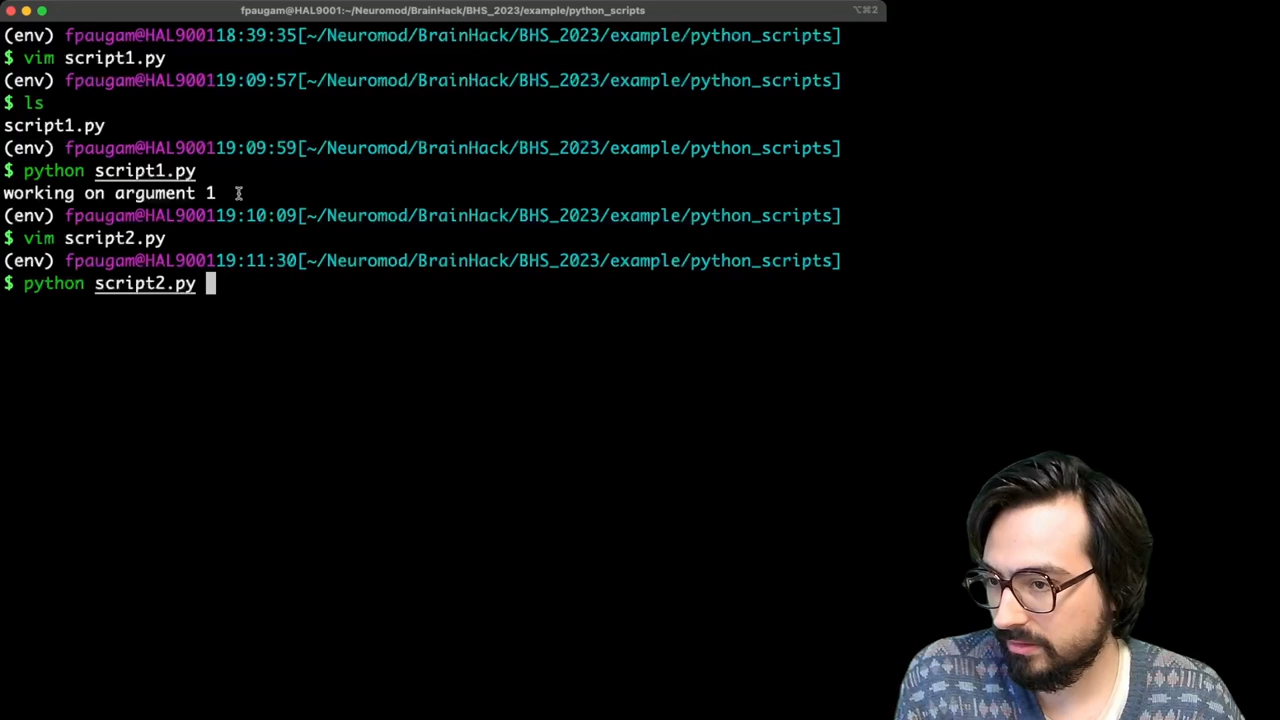 fpaugam@HAL9001:~/Neuromod/BrainHack/BHS_2023/example/python_scripts
⌥⌘2
(env) fpaugam@HAL900118:39:35[~/Neuromod/BrainHack/BHS_2023/example/python_scripts]
$ vim script1.py
(env) fpaugam@HAL900119:09:57[~/Neuromod/BrainHack/BHS_2023/example/python_scripts]
$ ls
script1.py
(env) fpaugam@HAL900119:09:59[~/Neuromod/BrainHack/BHS_2023/example/python_scripts]
$ python script1.py
working on argument 1
(env) fpaugam@HAL900119:10:09[~/Neuromod/BrainHack/BHS_2023/example/python_scripts]
$ vim script2.py
(env) fpaugam@HAL900119:11:30[~/Neuromod/BrainHack/BHS_2023/example/python_scripts]
$ python script2.py